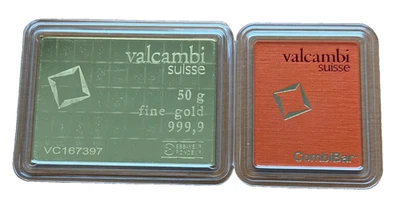 valcambi
suisse
50 g
fine gold
999,9
VC167397
valcambi
suisse
CombiBar